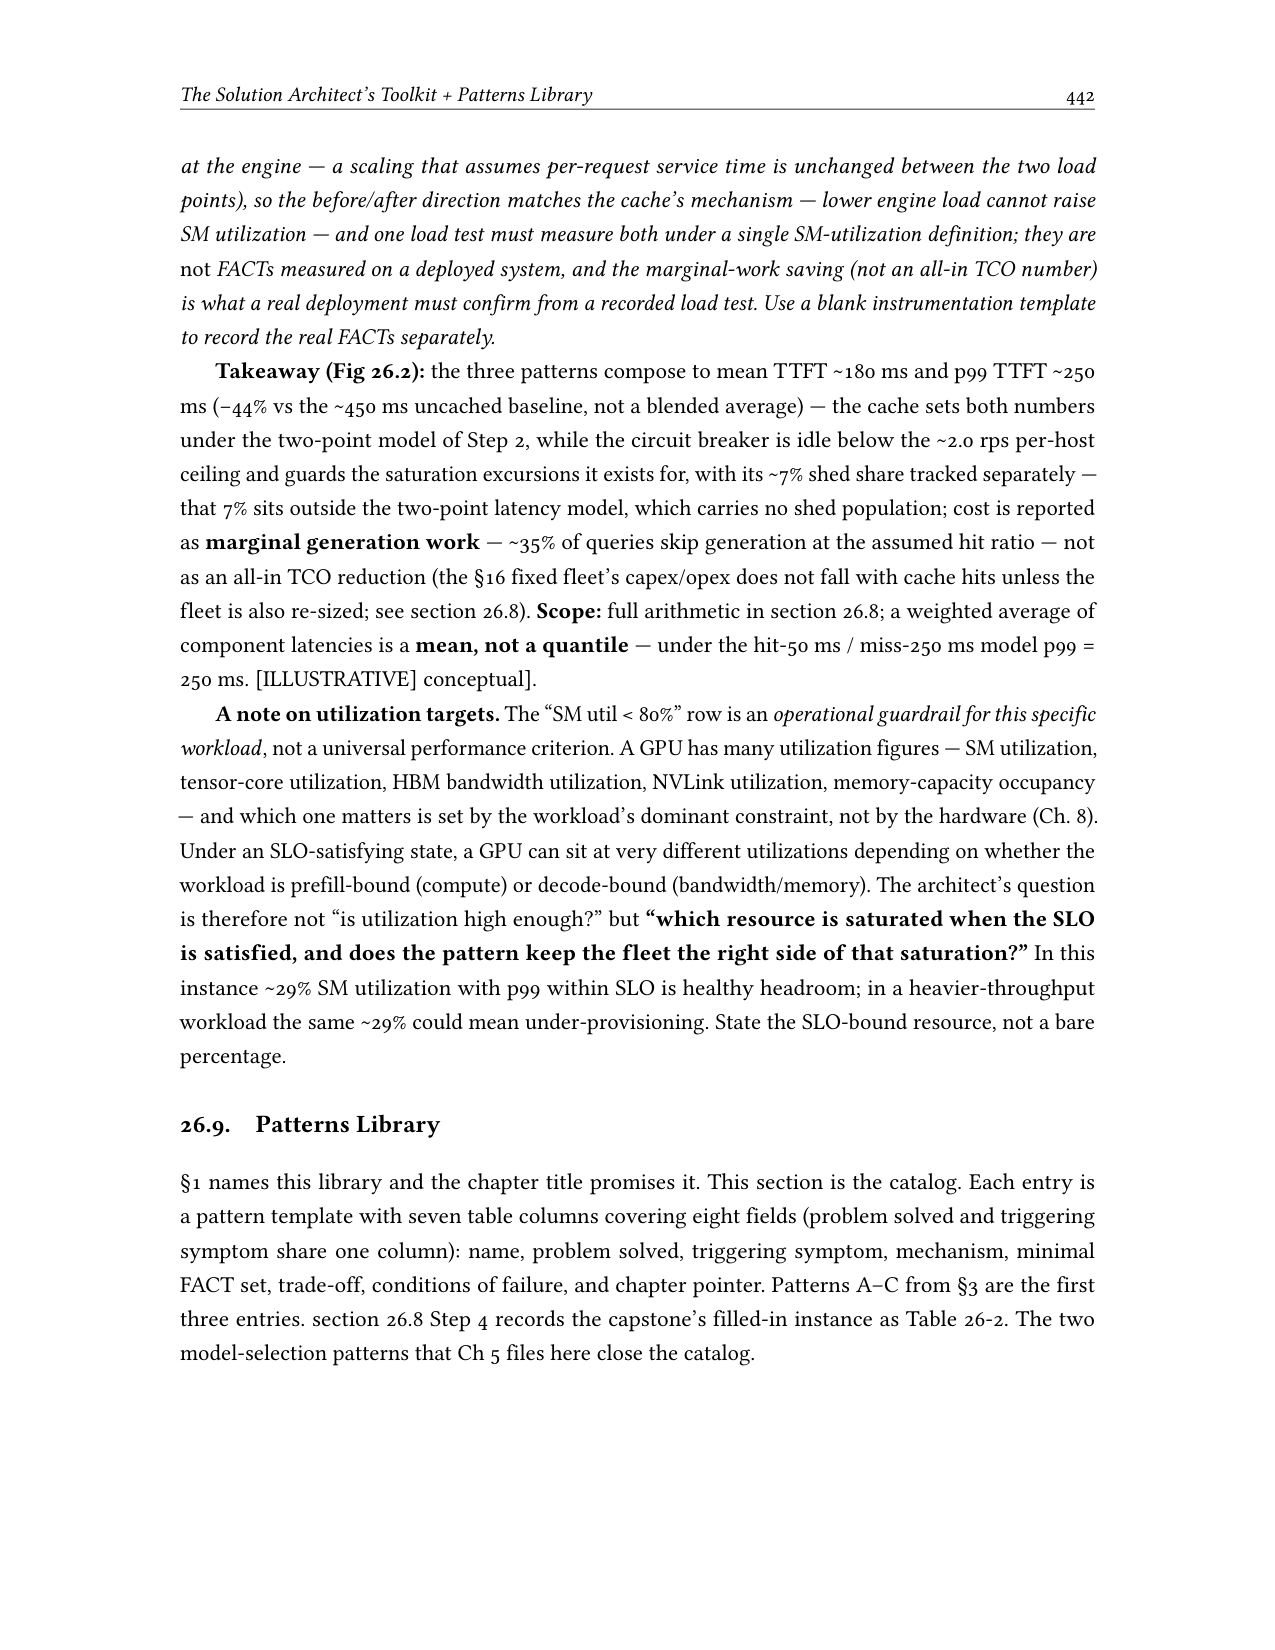 The Solution Architect's Toolkit + Patterns Library 442
at the engine — a scaling that assumes per-request service time is unchanged between the two load
points), so the before/after direction matches the cache's mechanism — lower engine load cannot raise
SM utilization — and one load test must measure both under a single SM-utilization definition; they are
not FACTs measured on a deployed system, and the marginal-work saving (not an all-in TCO number)
is what a real deployment must confirm from a recorded load test. Use a blank instrumentation template
to record the real FACTs separately.
Takeaway (Fig 26.2): the three patterns compose to mean TTFT ~180 ms and p99 TTFT ~250
ms (−44% vs the ~450 ms uncached baseline, not a blended average) — the cache sets both numbers
under the two-point model of Step 2, while the circuit breaker is idle below the ~2.0 rps per-host
ceiling and guards the saturation excursions it exists for, with its ~7% shed share tracked separately —
that 7% sits outside the two-point latency model, which carries no shed population; cost is reported
as marginal generation work — ~35% of queries skip generation at the assumed hit ratio — not
as an all-in TCO reduction (the §16 fixed fleet's capex/opex does not fall with cache hits unless the
fleet is also re-sized; see section 26.8). Scope: full arithmetic in section 26.8; a weighted average of
component latencies is a mean, not a quantile — under the hit-50 ms / miss-250 ms model p99 =
250 ms. [ILLUSTRATIVE] conceptual].
A note on utilization targets. The “SM util < 80%” row is an operational guardrail for this specific
workload, not a universal performance criterion. A GPU has many utilization figures — SM utilization,
tensor-core utilization, HBM bandwidth utilization, NVLink utilization, memory-capacity occupancy
— and which one matters is set by the workload's dominant constraint, not by the hardware (Ch. 8).
Under an SLO-satisfying state, a GPU can sit at very different utilizations depending on whether the
workload is prefill-bound (compute) or decode-bound (bandwidth/memory). The architect's question
is therefore not “is utilization high enough?” but “which resource is saturated when the SLO
is satisfied, and does the pattern keep the fleet the right side of that saturation?” In this
instance ~29% SM utilization with p99 within SLO is healthy headroom; in a heavier-throughput
workload the same ~29% could mean under-provisioning. State the SLO-bound resource, not a bare
percentage.
26.9. Patterns Library
§1 names this library and the chapter title promises it. This section is the catalog. Each entry is
a pattern template with seven table columns covering eight fields (problem solved and triggering
symptom share one column): name, problem solved, triggering symptom, mechanism, minimal
FACT set, trade-off, conditions of failure, and chapter pointer. Patterns A–C from §3 are the first
three entries. section 26.8 Step 4 records the capstone's filled-in instance as Table 26-2. The two
model-selection patterns that Ch 5 files here close the catalog.